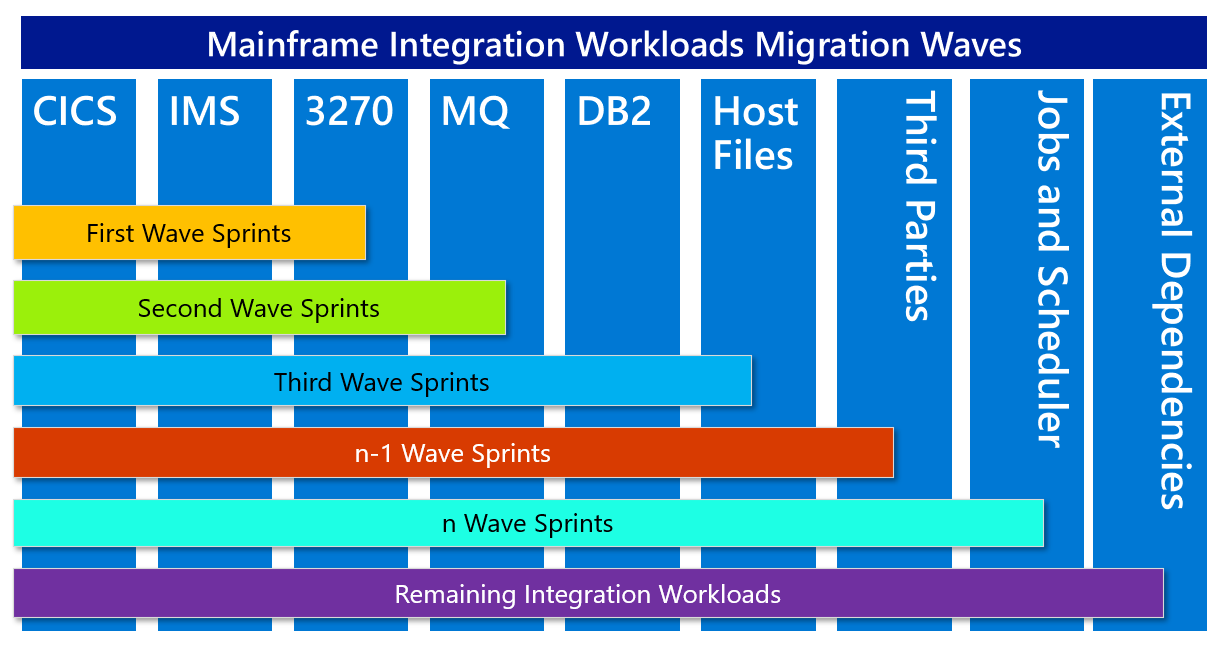 Mainframe Integration Workloads Migration Waves
CICS
IMS
3270
MQ
DB2
Host
Files
Third Parties
Jobs and Scheduler
External Dependencies
First Wave Sprints
Second Wave Sprints
Third Wave Sprints
n-1 Wave Sprints
n Wave Sprints
Remaining Integration Workloads